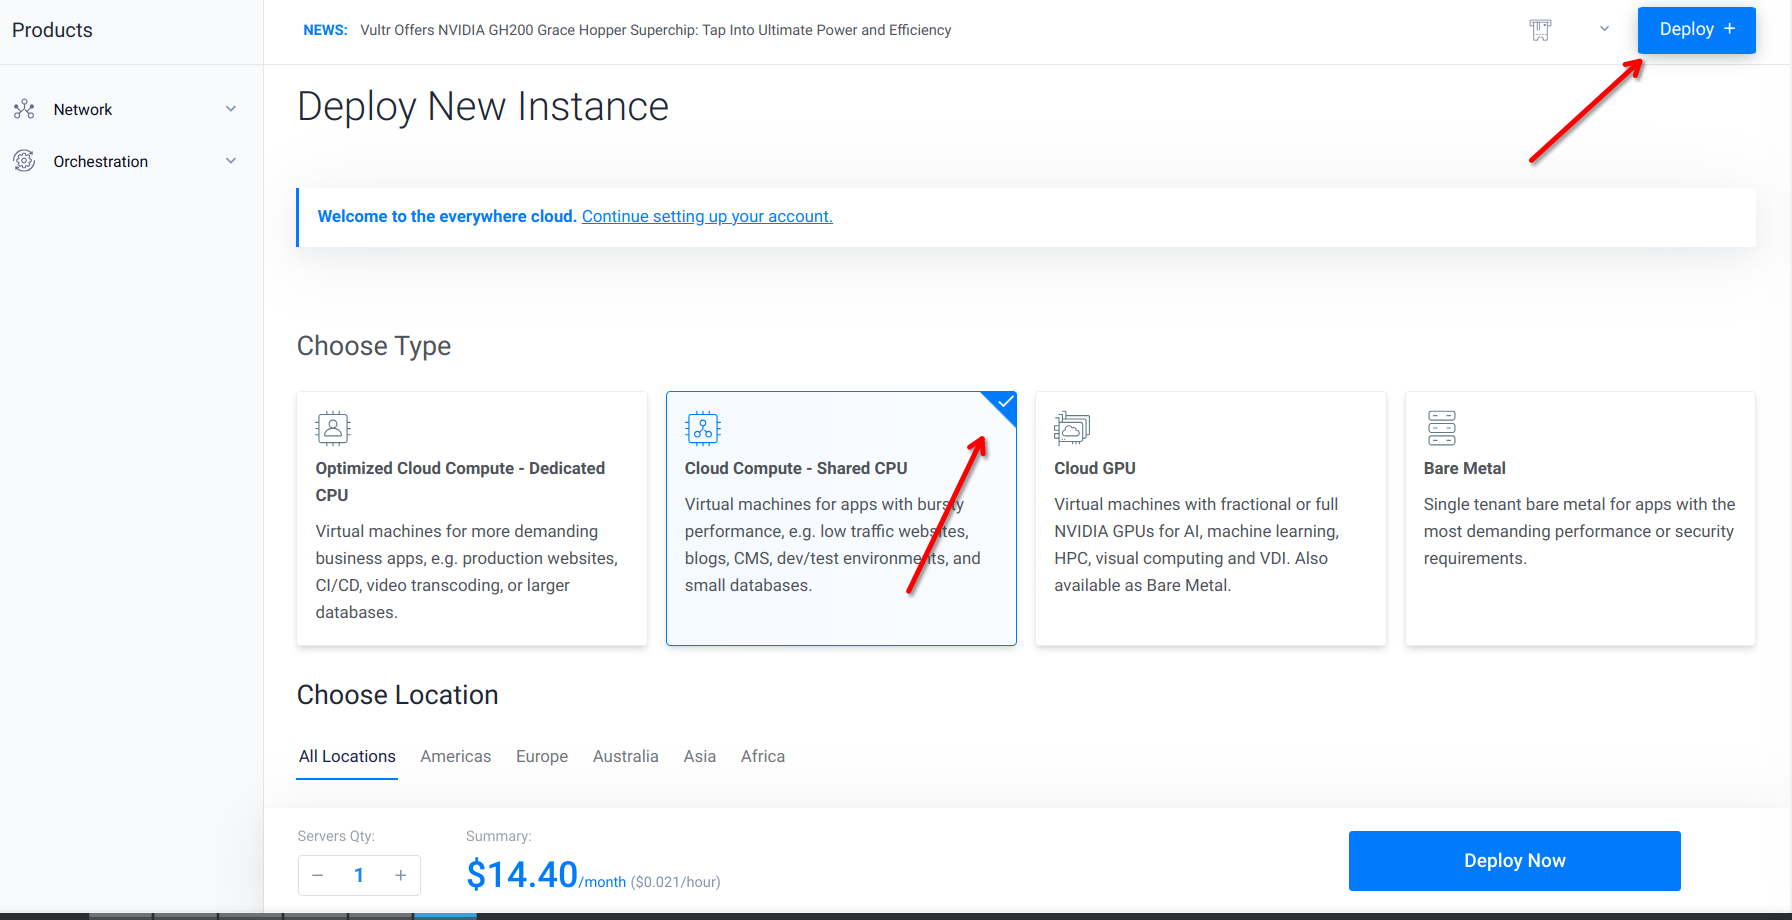 Products
NEWS: Vultr Offers NVIDIA GH200 Grace Hopper Superchip: Tap Into Ultimate Power and Efficiency
Deploy +
Network
Orchestration
Deploy New Instance
Welcome to the everywhere cloud. Continue setting up your account.
Choose Type
Optimized Cloud Compute - Dedicated
CPU
Virtual machines for more demanding
business apps, e.g. production websites,
CI/CD, video transcoding, or larger
databases.
Cloud Compute - Shared CPU
Virtual machines for apps with bursty
performance, e.g. low traffic websites,
blogs, CMS, dev/test environments, and
small databases.
Cloud GPU
Virtual machines with fractional or full
NVIDIA GPUs for AI, machine learning,
HPC, visual computing and VDI. Also
available as Bare Metal.
Bare Metal
Single tenant bare metal for apps with the
most demanding performance or security
requirements.
Choose Location
All Locations Americas Europe Australia Asia Africa
Servers Qty:
− 1 +
Summary:
$14.40/month ($0.021/hour)
Deploy Now